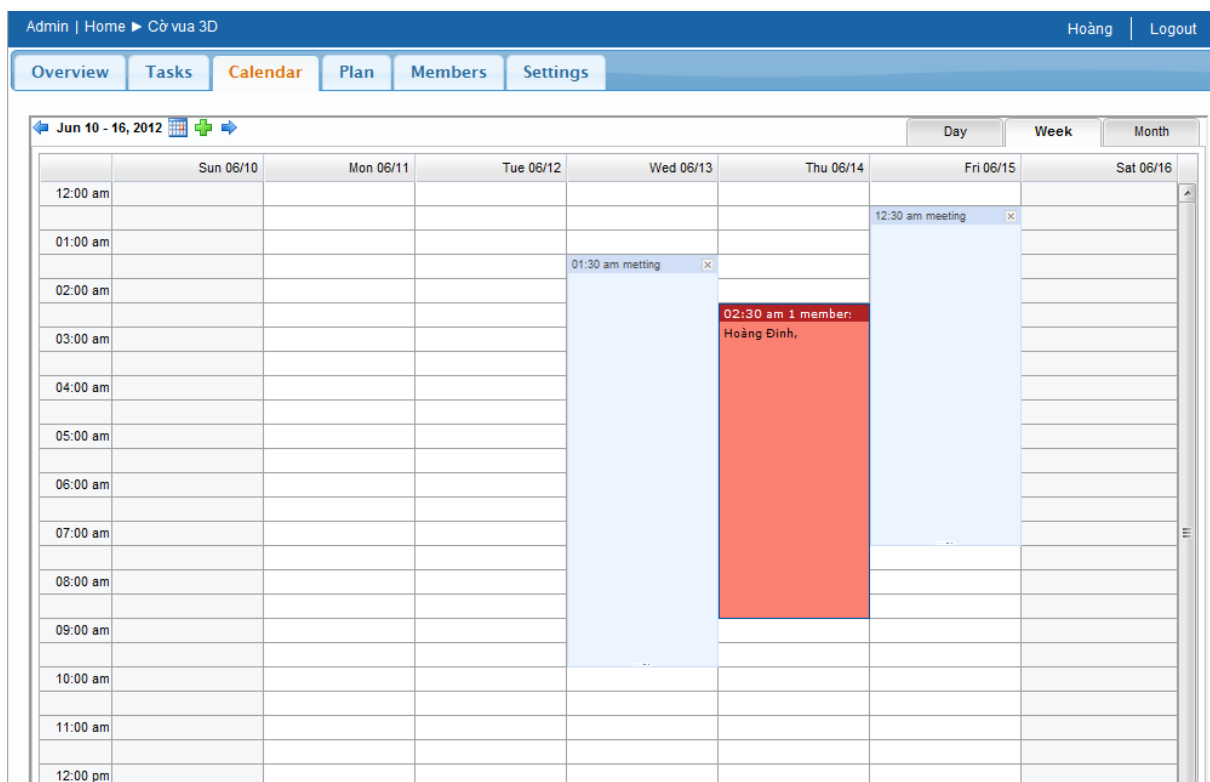 Admin | Home ► Cờ vua 3D
Hoàng | Logout
Overview Tasks Calendar Plan Members Settings
Jun 10 - 16, 2012
Day Week Month
Sun 06/10 Mon 06/11 Tue 06/12 Wed 06/13 Thu 06/14 Fri 06/15 Sat 06/16
12:00 am
12:30 am meeting
01:00 am
01:30 am metting
02:00 am
02:30 am 1 member:
Hoàng Đinh,
03:00 am
04:00 am
05:00 am
06:00 am
07:00 am
08:00 am
09:00 am
10:00 am
11:00 am
12:00 pm